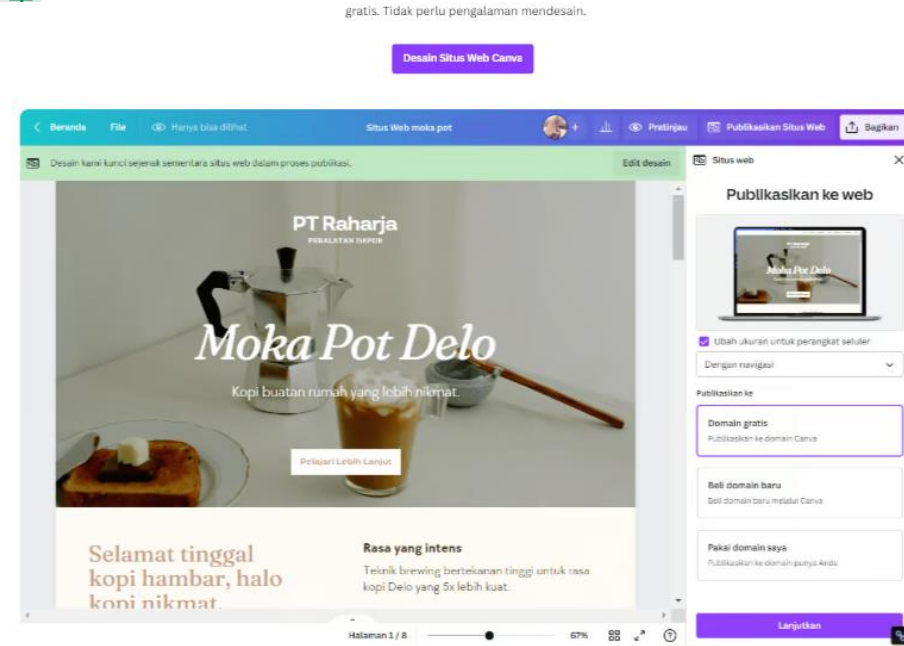 gratis. Tidak perlu pengalaman mendesain.
Desain Situs Web Canva
Beranda File Hanya bisa dilihat Situs Web moka pot + Pratinjau Publikasikan Situs Web Bagikan
Desain kami kunci sejenak sementara situs web dalam proses publikasi. Edit desain
Situs web
Publikasikan ke web
PT Raharja
PERALATAN DAPUR
Moka Pot Delo
Kopi buatan rumah yang lebih nikmat.
Pelajari Lebih Lanjut
Selamat tinggal
kopi hambar, halo
kopi nikmat.
Rasa yang intens
Teknik brewing bertekanan tinggi untuk rasa
kopi Delo yang 5x lebih kuat.
Halaman 1 / 8 67%
Moka Pot Delo
Ubah ukuran untuk perangkat seluler
Dengan navigasi
Publikasikan ke
Domain gratis
Publikasikan ke domain Canva
Beli domain baru
Beli domain baru melalui Canva
Pakai domain saya
Publikasikan ke domain punya Anda
Lanjutkan